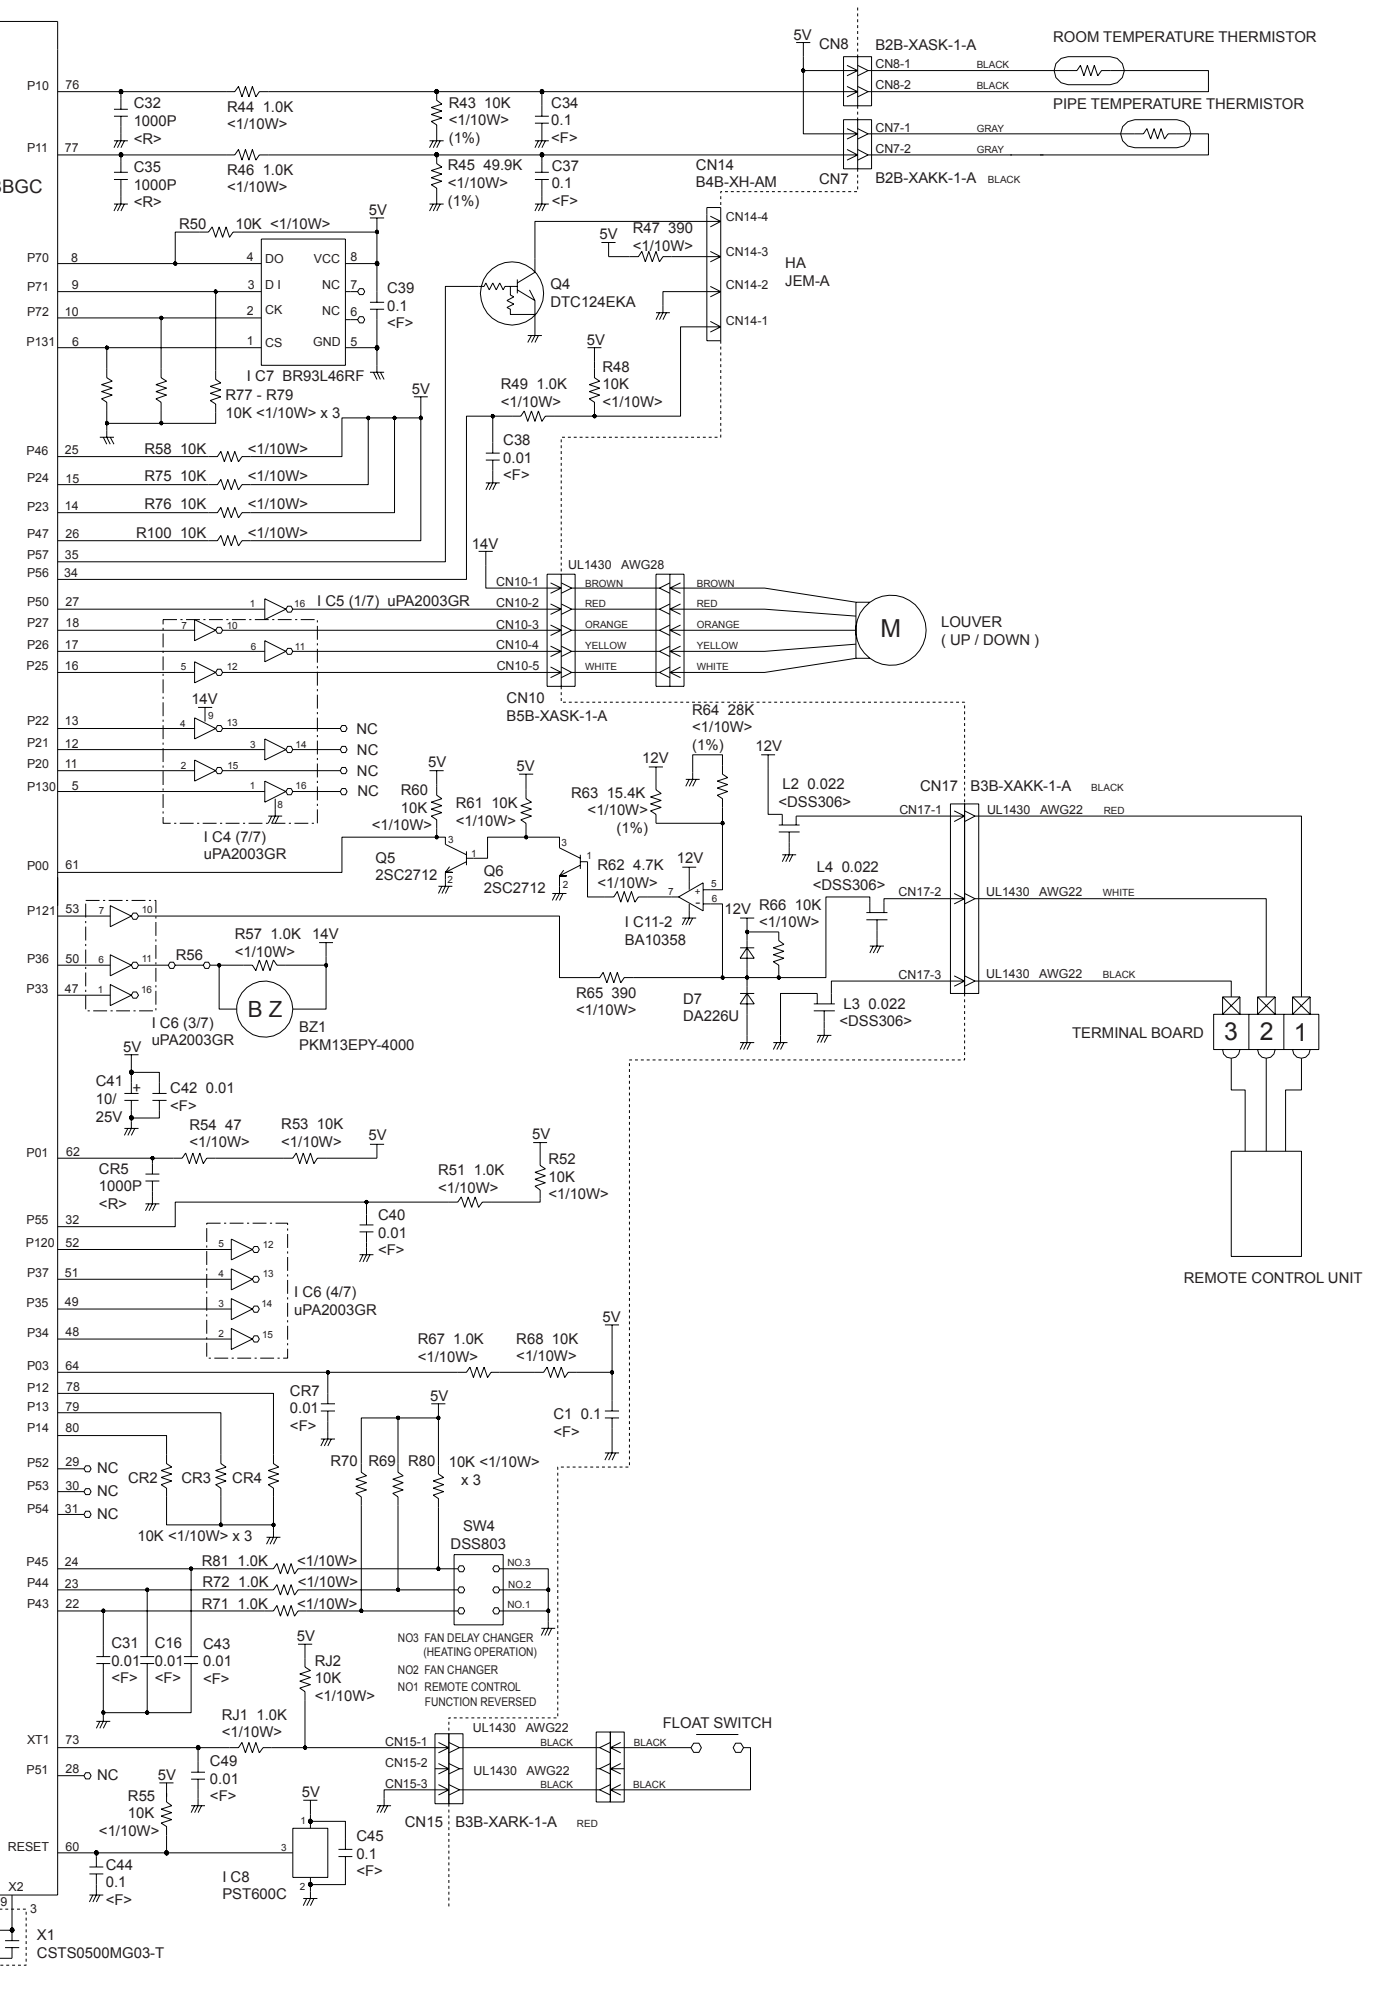 5V
CN8
B2B-XASK-1-A
ROOM TEMPERATURE THERMISTOR
CN8-1
BLACK
P10
76
CN8-2
BLACK
C32
1000P
<R>
R44 1.0K
<1/10W>
R43 10K
<1/10W>
(1%)
C34
0.1
<F>
PIPE TEMPERATURE THERMISTOR
CN7-1
GRAY
P11
77
CN7-2
GRAY
C35
1000P
<R>
R46 1.0K
<1/10W>
R45 49.9K
<1/10W>
(1%)
C37
0.1
<F>
CN14
B4B-XH-AM
CN7
B2B-XAKK-1-A BLACK
BGC
R50 10K <1/10W>
5V
5V
R47 390
<1/10W>
CN14-4
CN14-3
CN14-2
CN14-1
HA
JEM-A
P70
8
4 DO
VCC 8
P71
9
3 D I
NC 7
P72
10
2 CK
NC 6
P131
6
1 CS
GND 5
C39
0.1
<F>
Q4
DTC124EKA
I C7 BR93L46RF
R77 - R79
10K <1/10W> x 3
5V
5V
R48
10K
<1/10W>
R49 1.0K
<1/10W>
C38
0.01
<F>
P46
25
R58 10K <1/10W>
P24
15
R75 10K <1/10W>
P23
14
R76 10K <1/10W>
P47
26
R100 10K <1/10W>
P57
35
P56
34
14V
UL1430 AWG28
CN10-1
BROWN
BROWN
P50
27
1
16
I C5 (1/7) uPA2003GR
CN10-2
RED
RED
P27
18
7
10
CN10-3
ORANGE
ORANGE
P26
17
6
11
CN10-4
YELLOW
YELLOW
P25
16
5
12
CN10-5
WHITE
WHITE
M
LOUVER
( UP / DOWN )
CN10
B5B-XASK-1-A
14V
9
P22
13
4
13
NC
P21
12
3
14
NC
P20
11
2
15
NC
P130
5
1
16
NC
8
I C4 (7/7)
uPA2003GR
R64 28K
<1/10W>
(1%)
12V
12V
R63 15.4K
<1/10W>
(1%)
L2 0.022
<DSS306>
CN17
B3B-XAKK-1-A BLACK
CN17-1
UL1430 AWG22 RED
5V
R60
10K
<1/10W>
5V
R61 10K
<1/10W>
3
1
2
Q5
2SC2712
3
1
2
Q6
2SC2712
R62 4.7K
<1/10W>
12V
7
5
+
6
-
I C11-2
BA10358
P00
61
12V
R66 10K
<1/10W>
L4 0.022
<DSS306>
CN17-2
UL1430 AWG22 WHITE
P121
53
7
10
P36
50
6
11
R56
P33
47
1
16
R57 1.0K
<1/10W>
14V
B Z
BZ1
PKM13EPY-4000
I C6 (3/7)
uPA2003GR
R65 390
<1/10W>
D7
DA226U
L3 0.022
<DSS306>
CN17-3
UL1430 AWG22 BLACK
TERMINAL BOARD
3
2
1
5V
C41
10/
25V
+
C42 0.01
<F>
P01
62
CR5
1000P
<R>
R54 47
<1/10W>
R53 10K
<1/10W>
5V
R51 1.0K
<1/10W>
5V
R52
10K
<1/10W>
P55
32
C40
0.01
<F>
P120
52
5
12
P37
51
4
13
P35
49
3
14
P34
48
2
15
I C6 (4/7)
uPA2003GR
REMOTE CONTROL UNIT
5V
R67 1.0K
<1/10W>
R68 10K
<1/10W>
P03
64
P12
78
P13
79
P14
80
CR7
0.01
<F>
5V
C1 0.1
<F>
P52
29
NC
P53
30
NC
P54
31
NC
CR2
CR3
CR4
10K <1/10W> x 3
R70
R69
R80
10K <1/10W>
x 3
SW4
DSS803
P45
24
R81 1.0K
<1/10W>
NO.3
P44
23
R72 1.0K
<1/10W>
NO.2
P43
22
R71 1.0K
<1/10W>
NO.1
C31
0.01
<F>
C16
0.01
<F>
C43
0.01
<F>
NO3 FAN DELAY CHANGER
(HEATING OPERATION)
NO2 FAN CHANGER
NO1 REMOTE CONTROL
FUNCTION REVERSED
5V
RJ2
10K
<1/10W>
RJ1 1.0K
<1/10W>
FLOAT SWITCH
UL1430 AWG22
XT1
73
CN15-1
BLACK
BLACK
CN15-2
UL1430 AWG22
CN15-3
BLACK
BLACK
C49
0.01
<F>
P51
28
NC
CN15
B3B-XARK-1-A RED
5V
R55
10K
<1/10W>
5V
1
RESET
60
3
2
C45
0.1
<F>
C44
0.1
<F>
I C8
PST600C
X2
9
3
X1
CSTS0500MG03-T